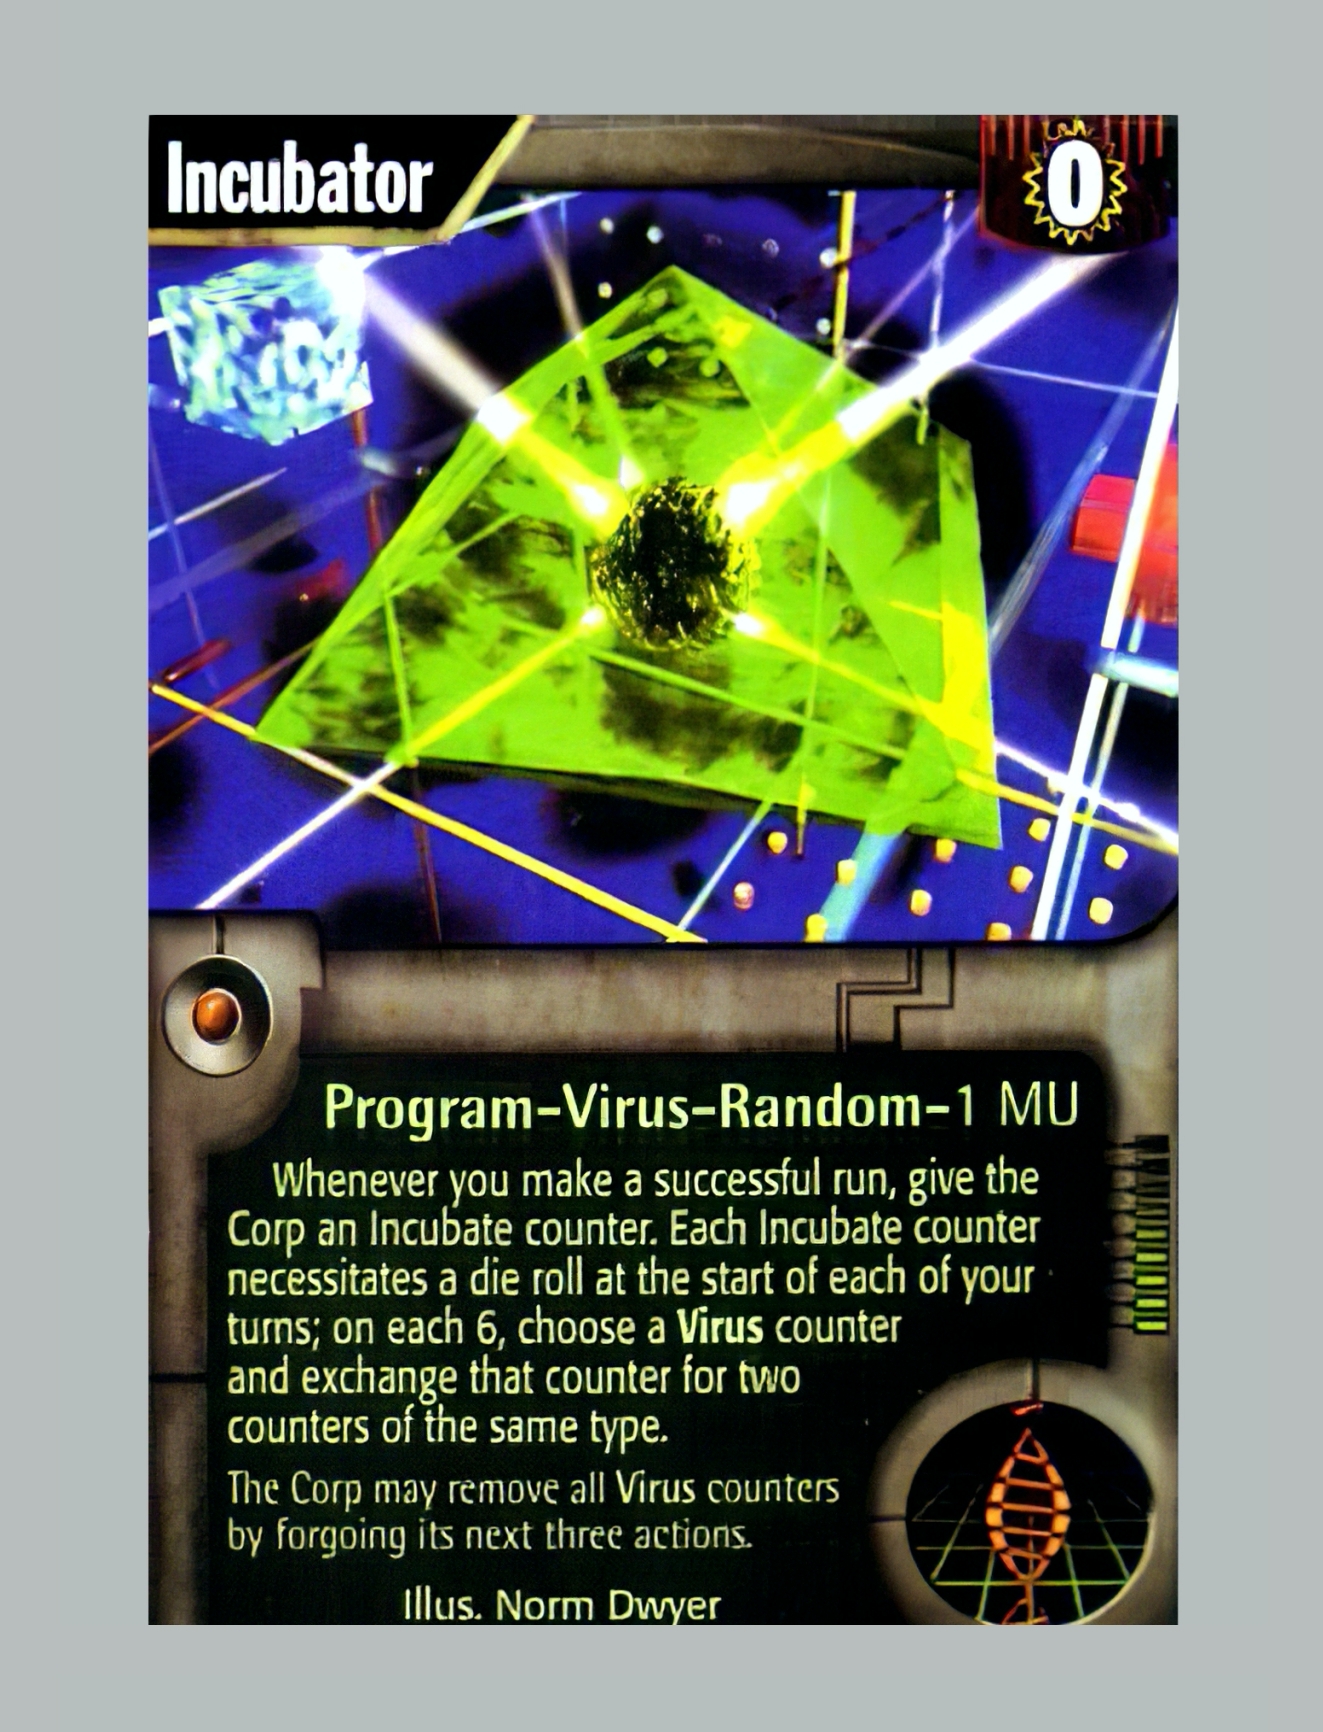 Incubator
0
Program–Virus–Random–1 MU
Whenever you make a successful run, give the
Corp an Incubate counter. Each Incubate counter
necessitates a die roll at the start of each of your
turns; on each 6, choose a Virus counter
and exchange that counter for two
counters of the same type.
The Corp may remove all Virus counters
by forgoing its next three actions.
Illus. Norm Dwyer